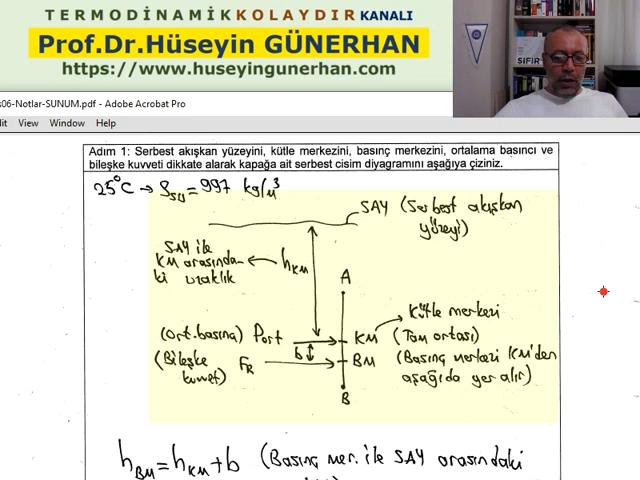 TERMODİNAMİKKOLAYDIR KANALI
Prof.Dr.Hüseyin GÜNERHAN
https://www.huseyingunerhan.com
SIFIR
s06-Notlar-SUNUM.pdf - Adobe Acrobat Pro
dit View Window Help
Adım 1: Serbest akışkan yüzeyini, kütle merkezini, basınç merkezini, ortalama basıncı ve
bileşke kuvveti dikkate alarak kapağa ait serbest cisim diyagramını aşağıya çiziniz.
25°C → ρsu = 997 kg/m³
SAY (Serbest akışkan
yüzeyi)
SAY ile
KM arasında-
ki uzaklık
hKM
A
Kütle merkezi
(Ort. basınç) Port KM (Tam ortası)
b
(Bileşke FR BM (Basınç merkezi KM'den
kuvvet) aşağıda yer alır)
B
hBM = hKM + b (Basınç mer. ile SAY arasındaki